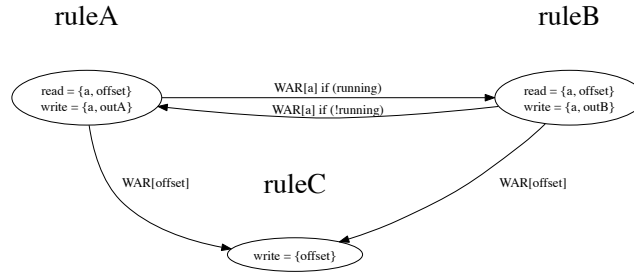 ruleA
ruleB
read = {a, offset}
write = {a, outA}
WAR[a] if (running)
WAR[a] if (!running)
read = {a, offset}
write = {a, outB}
WAR[offset]
ruleC
WAR[offset]
write = {offset}